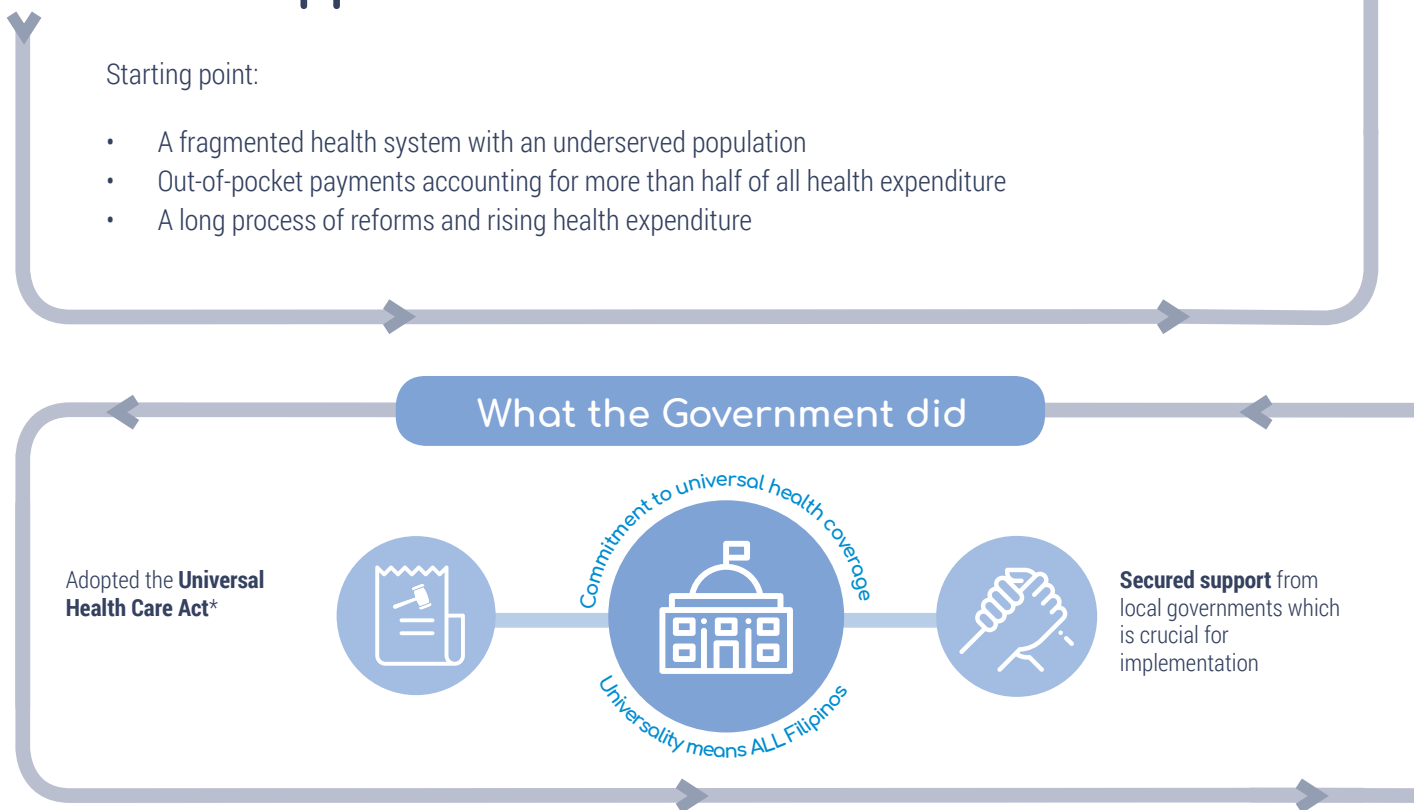 Starting point:
• A fragmented health system with an underserved population
• Out-of-pocket payments accounting for more than half of all health expenditure
• A long process of reforms and rising health expenditure
What the Government did
Commitment to universal health coverage
Adopted the Universal
Health Care Act*
Secured support from
local governments which
is crucial for
implementation
Universality means ALL Filipinos